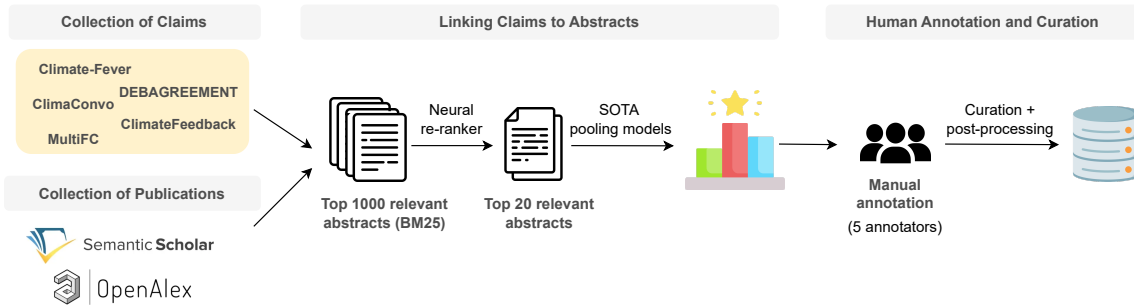 Collection of Claims
Climate-Fever
DEBAGREEMENT
ClimaConvo
ClimateFeedback
MultiFC
Collection of Publications
Semantic Scholar
OpenAlex
Linking Claims to Abstracts
Neural
re-ranker
SOTA
pooling models
Top 1000 relevant
abstracts (BM25)
Top 20 relevant
abstracts
Human Annotation and Curation
Curation +
post-processing
Manual
annotation
(5 annotators)